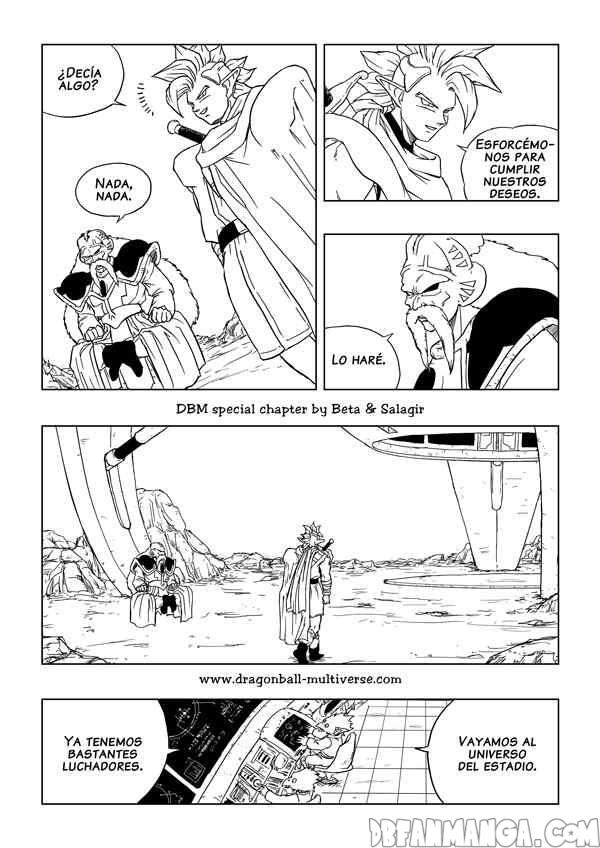 ¿DECÍA
ALGO?
NADA,
NADA.
ESFORCÉMO-
NOS PARA
CUMPLIR
NUESTROS
DESEOS.
LO HARÉ.
DBM special chapter by Beta & Salagir
www.dragonball-multiverse.com
YA TENEMOS
BASTANTES
LUCHADORES.
VAYAMOS AL
UNIVERSO
DEL ESTADIO.
DBFANMANGA.COM